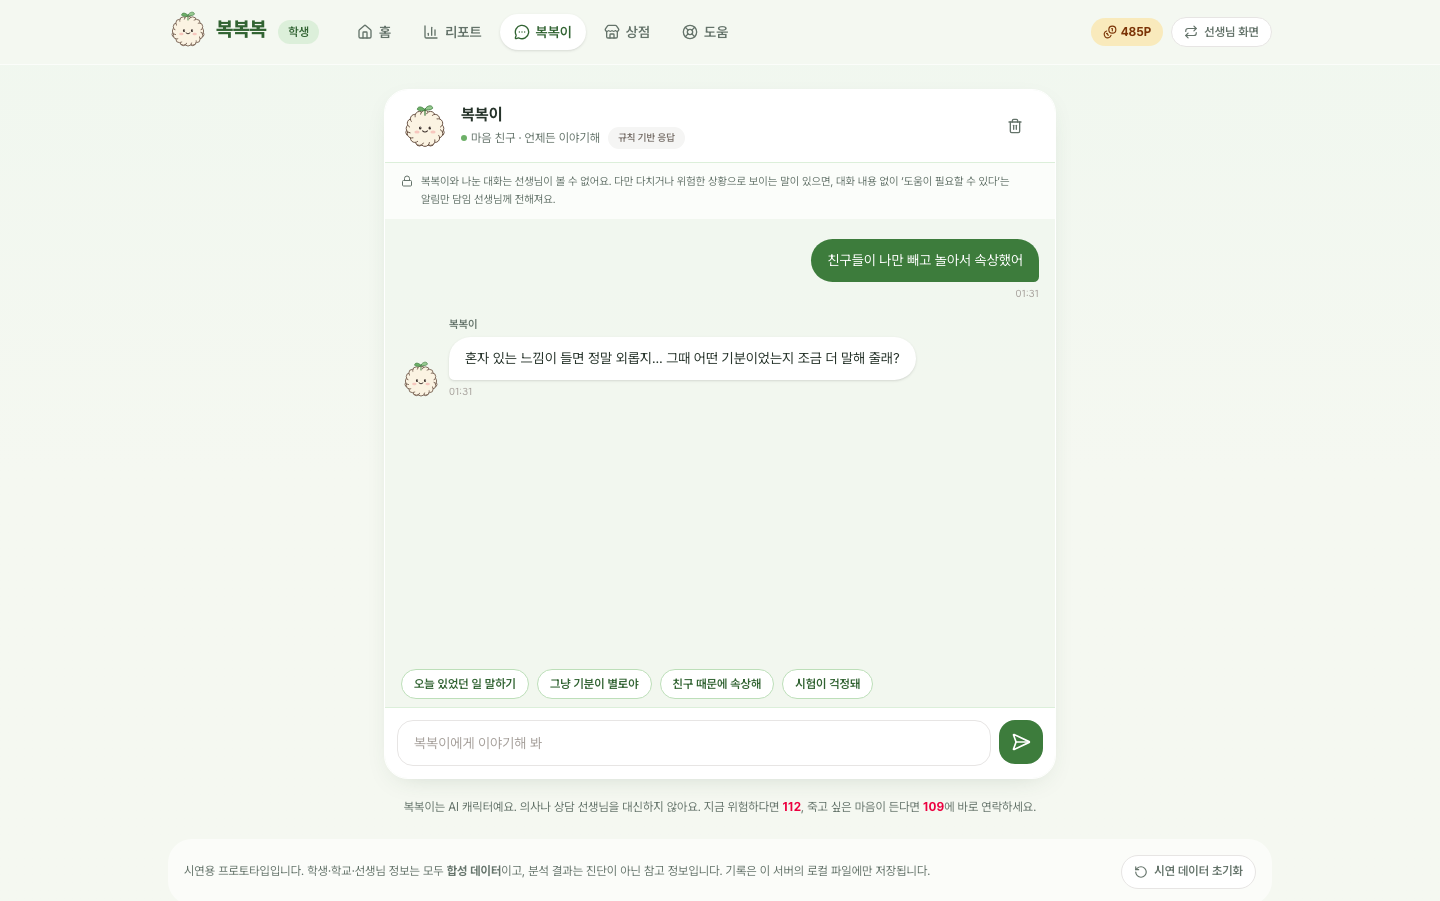 복복복 학생 홈 리포트 복복이 상점 도움 485P 선생님 화면
복복이
마음 친구 · 언제든 이야기해 규칙 기반 응답
복복이와 나눈 대화는 선생님이 볼 수 없어요. 다만 다치거나 위험한 상황으로 보이는 말이 있으면, 대화 내용 없이 ‘도움이 필요할 수 있다’는
알림만 담임 선생님께 전해져요.
친구들이 나만 빼고 놀아서 속상했어
01:31
복복이
혼자 있는 느낌이 들면 정말 외롭지… 그때 어떤 기분이었는지 조금 더 말해 줄래?
01:31
오늘 있었던 일 말하기 그냥 기분이 별로야 친구 때문에 속상해 시험이 걱정돼
복복이에게 이야기해 봐
복복이는 AI 캐릭터예요. 의사나 상담 선생님을 대신하지 않아요. 지금 위험하다면 112, 죽고 싶은 마음이 든다면 109에 바로 연락하세요.
시연용 프로토타입입니다. 학생·학교·선생님 정보는 모두 합성 데이터이고, 분석 결과는 진단이 아닌 참고 정보입니다. 기록은 이 서버의 로컬 파일에만 저장됩니다. 시연 데이터 초기화